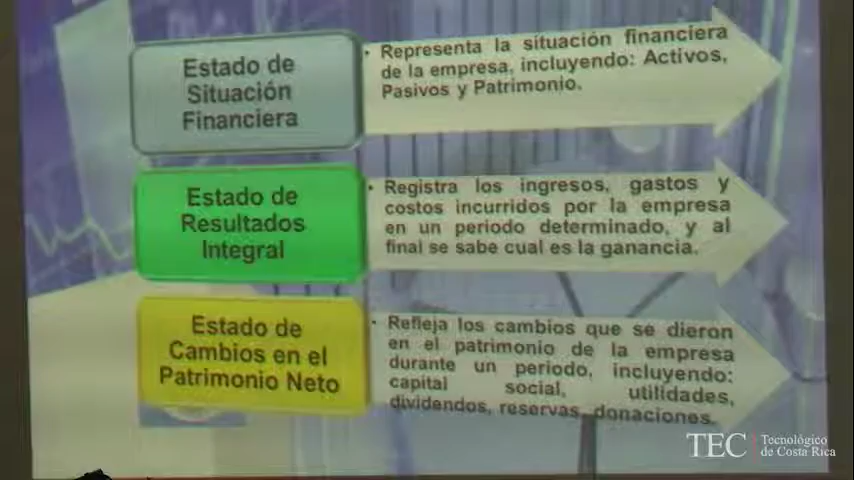 Estado de
Situación
Financiera
• Representa la situación financiera
de la empresa, incluyendo: Activos,
Pasivos y Patrimonio.
Estado de
Resultados
Integral
• Registra los ingresos, gastos y
costos incurridos por la empresa
en un periodo determinado, y al
final se sabe cual es la ganancia.
Estado de
Cambios en el
Patrimonio Neto
• Refleja los cambios que se dieron
en el patrimonio de la empresa
durante un periodo, incluyendo:
capital social, utilidades,
dividendos, reservas, donaciones.
TEC | Tecnológico
de Costa Rica